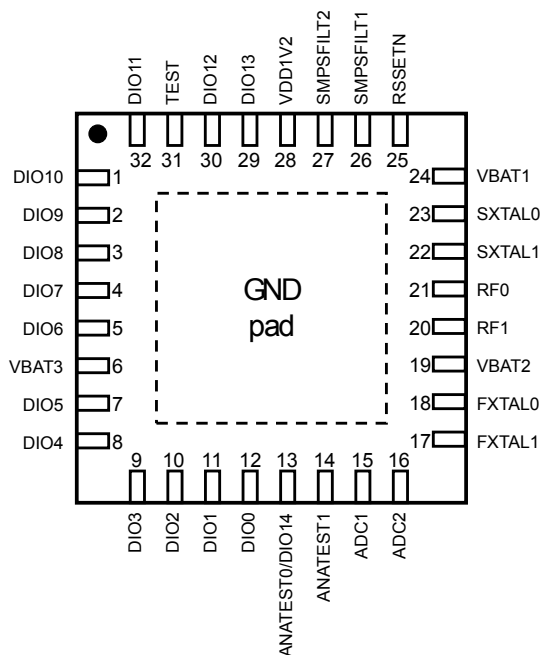 DIO11
TEST
DIO12
DIO13
VDD1V2
SMPSFILT2
SMPSFILT1
RSSETN
32 31 30 29 28 27 26 25
DIO10 1
DIO9 2
DIO8 3
DIO7 4
DIO6 5
VBAT3 6
DIO5 7
DIO4 8
GND
pad
24 VBAT1
23 SXTAL0
22 SXTAL1
21 RF0
20 RF1
19 VBAT2
18 FXTAL0
17 FXTAL1
9 10 11 12 13 14 15 16
DIO3
DIO2
DIO1
DIO0
ANATEST0/DIO14
ANATEST1
ADC1
ADC2